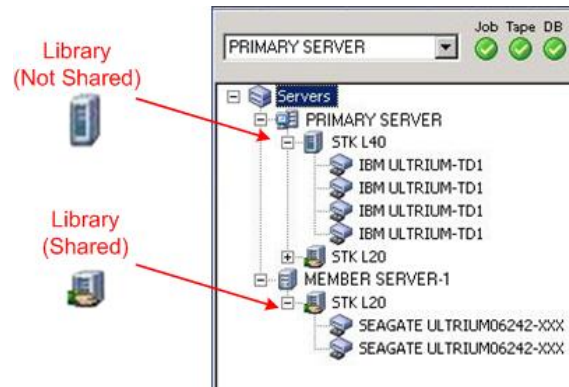 Library
(Not Shared)
Library
(Shared)
PRIMARY SERVER
Job Tape DB
Servers
PRIMARY SERVER
STK L40
IBM ULTRIUM-TD1
IBM ULTRIUM-TD1
IBM ULTRIUM-TD1
IBM ULTRIUM-TD1
STK L20
MEMBER SERVER-1
STK L20
SEAGATE ULTRIUM06242-XXX
SEAGATE ULTRIUM06242-XXX